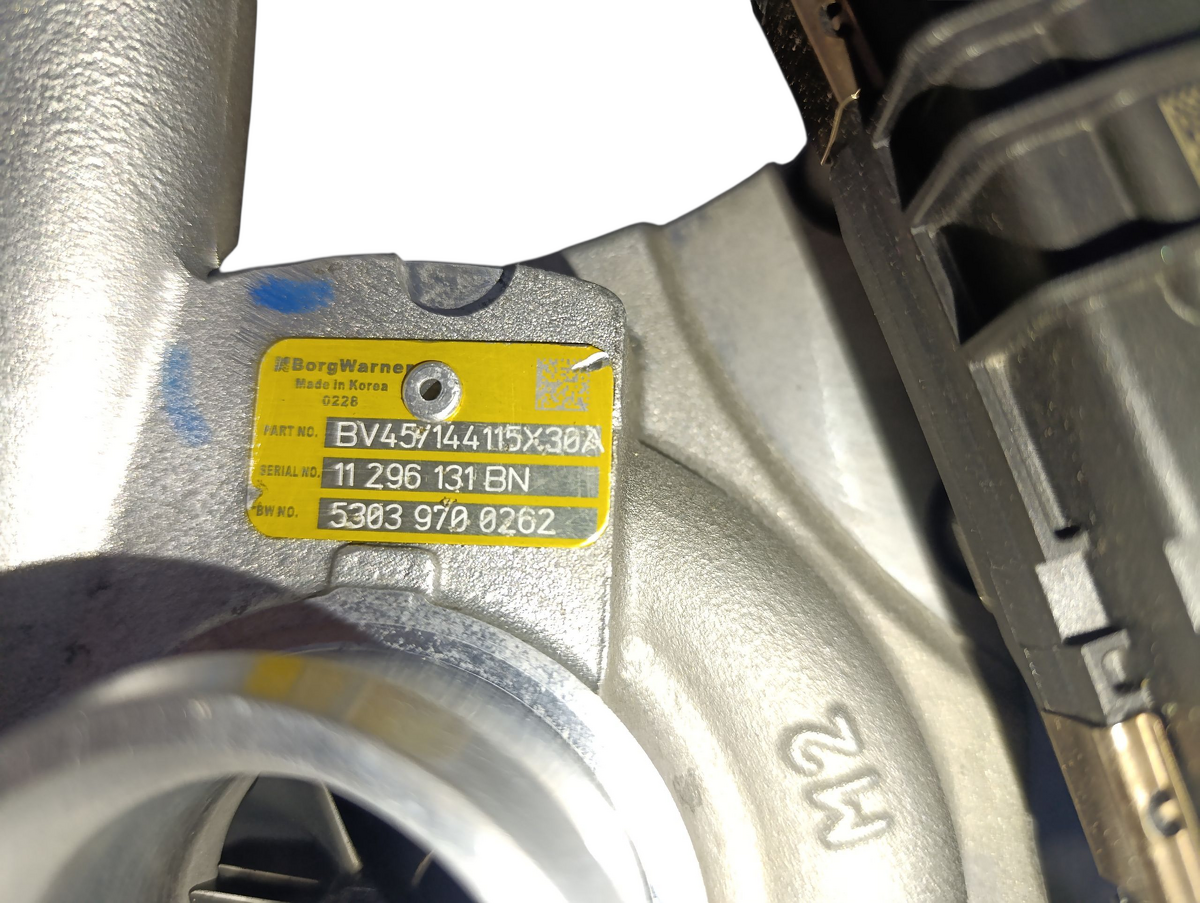 BorgWarner
Made in Korea
0228
PART NO. BV45/144115X30A
SERIAL NO. 11 296 131 BN
BW NO. 5303 970 0262
M2